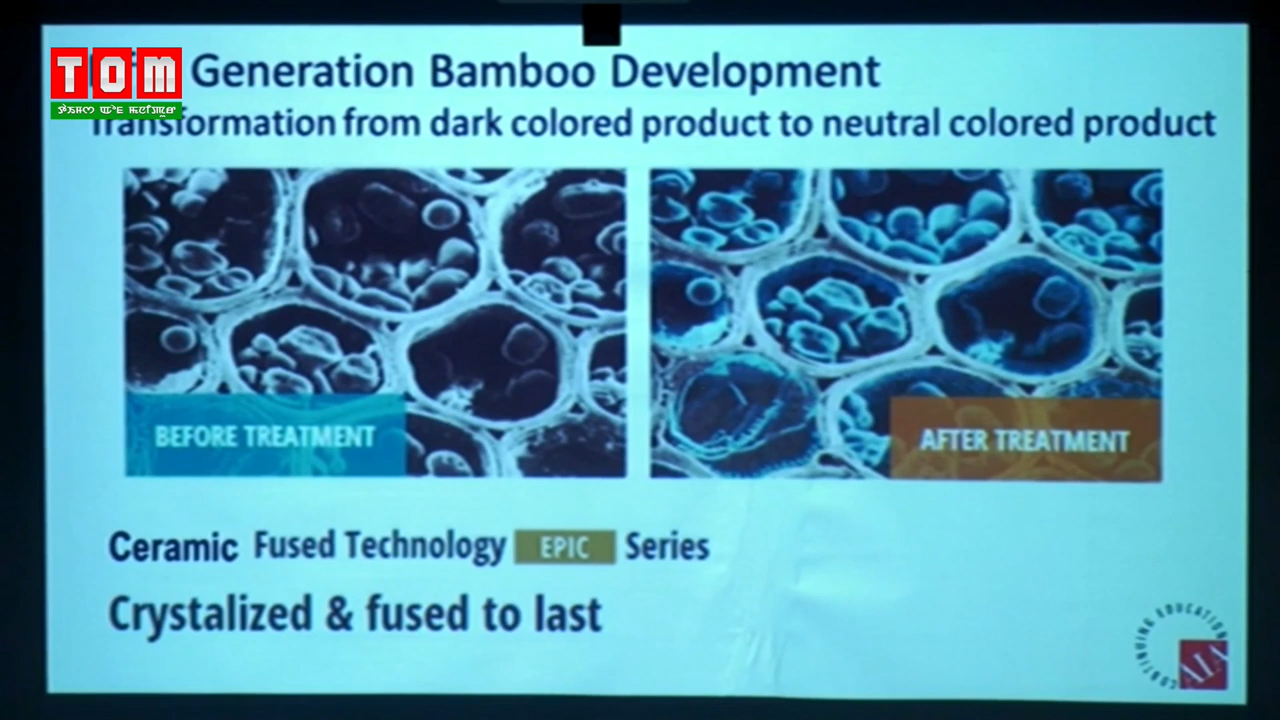 TOM
Generation Bamboo Development
Transformation from dark colored product to neutral colored product
BEFORE TREATMENT
AFTER TREATMENT
Ceramic Fused Technology EPIC Series
Crystalized & fused to last
CONTINUING EDUCATION
AIA